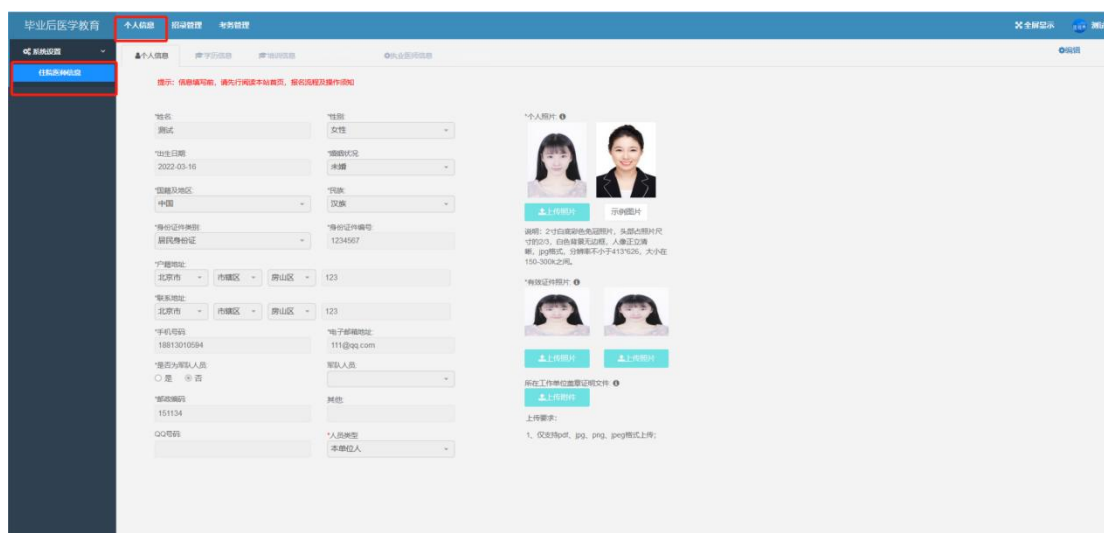 毕业后医学教育
个人信息 招录管理 考务管理
全屏显示 测试
系统设置
住院医师信息
个人信息 学历信息 培训信息 执业医师信息 编辑
提示：信息填写前，请先行阅读本站首页，报名流程及操作须知
*姓名:
测试
*性别:
女性
*出生日期:
2022-03-16
*婚姻状况:
未婚
*国籍及地区:
中国
*民族:
汉族
*身份证件类别:
居民身份证
*身份证件编号:
1234567
*户籍地址:
北京市 市辖区 房山区 123
*联系地址:
北京市 市辖区 房山区 123
*手机号码:
18813010594
*电子邮箱地址:
111@qq.com
*是否为军队人员:
是 否
军队人员:
*邮政编码:
151134
其他:
QQ号码:
*人员类型
本单位人
*个人照片:
上传照片 示例图片
说明：2寸白底彩色免冠照片，头部占照片尺
寸的2/3，白色背景无边框，人像正立清
晰，jpg格式，分辨率不小于413*626，大小在
150-300k之间。
*有效证件照片:
上传照片 上传照片
所在工作单位盖章证明文件:
上传附件
上传要求：
1、仅支持pdf、jpg、png、jpeg格式上传;